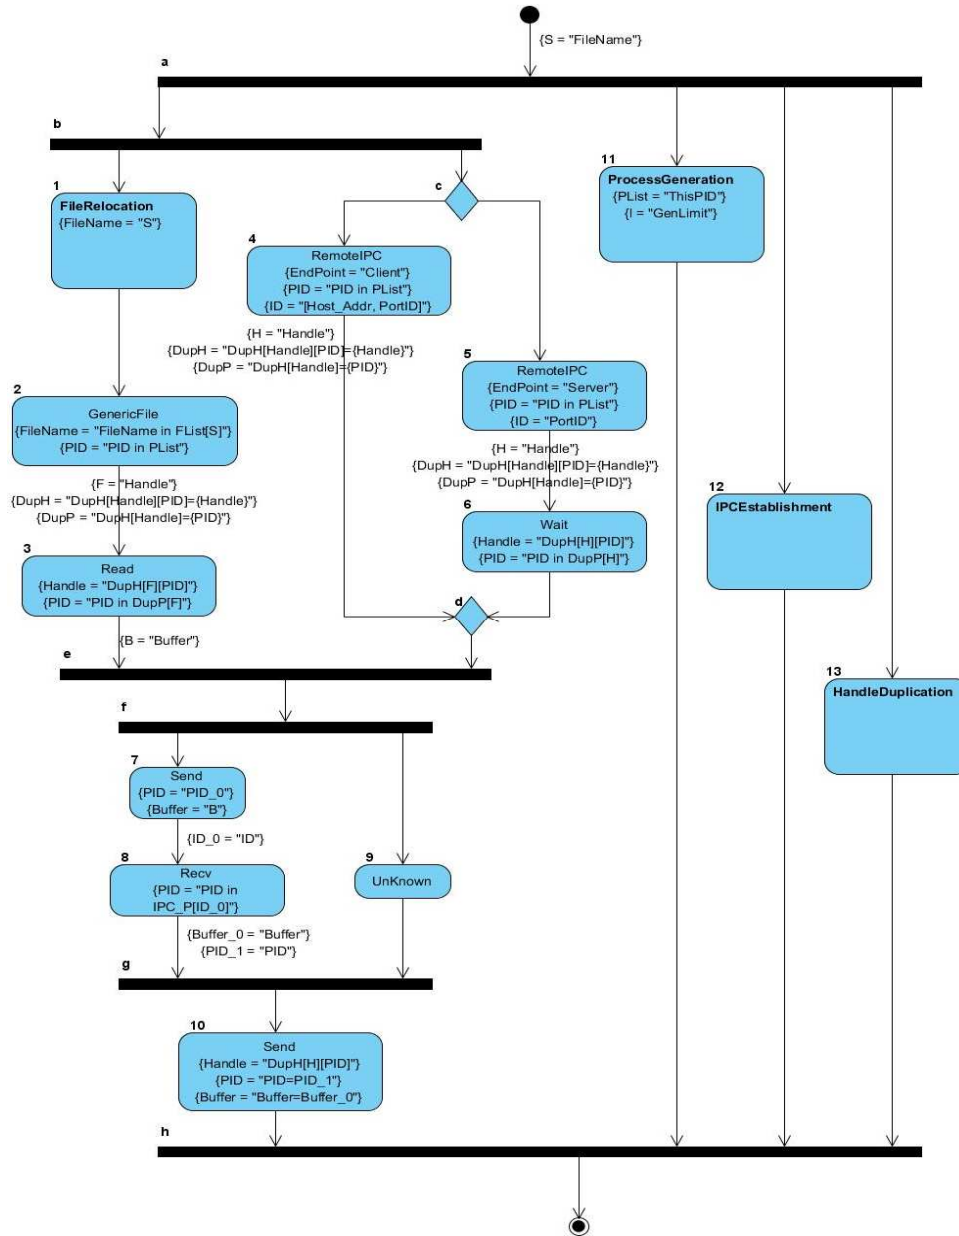 {S = "FileName"}
a
b
1
FileRelocation
{FileName = "S"}
c
4
RemoteIPC
{EndPoint = "Client"}
{PID = "PID in PList"}
{ID = "[Host_Addr, PortID]"}
11
ProcessGeneration
{PList = "ThisPID"}
{I = "GenLimit"}
{H = "Handle"}
{DupH = "DupH[Handle][PID]={Handle}"}
{DupP = "DupH[Handle]={PID}"}
5
RemoteIPC
{EndPoint = "Server"}
{PID = "PID in PList"}
{ID = "PortID"}
2
GenericFile
{FileName = "FileName in FList[S]"}
{PID = "PID in PList"}
{H = "Handle"}
{DupH = "DupH[Handle][PID]={Handle}"}
{DupP = "DupH[Handle]={PID}"}
{F = "Handle"}
{DupH = "DupH[Handle][PID]={Handle}"}
{DupP = "DupH[Handle]={PID}"}
12
IPCEstablishment
6
Wait
{Handle = "DupH[H][PID]"}
{PID = "PID in DupP[H]"}
3
Read
{Handle = "DupH[F][PID]"}
{PID = "PID in DupP[F]"}
d
{B = "Buffer"}
e
13
HandleDuplication
f
7
Send
{PID = "PID_0"}
{Buffer = "B"}
{ID_0 = "ID"}
8
Recv
{PID = "PID in
IPC_P[ID_0]"}
9
UnKnown
{Buffer_0 = "Buffer"}
{PID_1 = "PID"}
g
10
Send
{Handle = "DupH[H][PID]"}
{PID = "PID=PID_1"}
{Buffer = "Buffer=Buffer_0"}
h